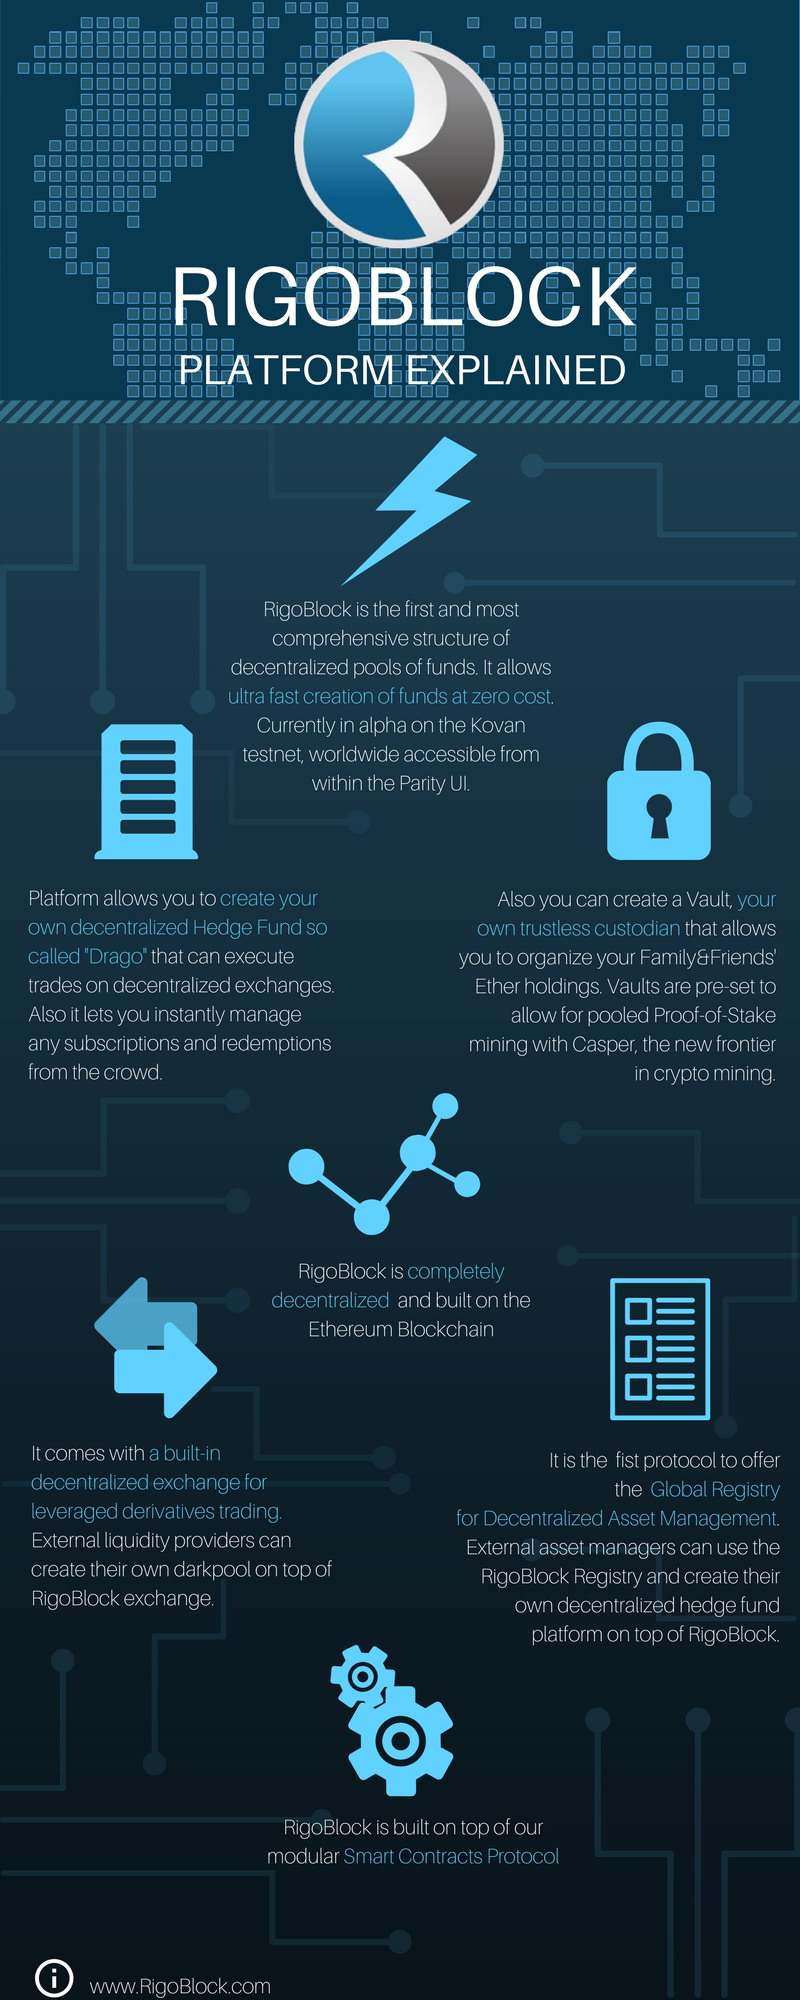 RIGOBLOCK
PLATFORM EXPLAINED
RigoBlock is the first and most
comprehensive structure of
decentralized pools of funds. It allows
ultra fast creation of funds at zero cost.
Currently in alpha on the Kovan
testnet, worldwide accessible from
within the Parity UI.
Platform allows you to create your
own decentralized Hedge Fund so
called "Drago" that can execute
trades on decentralized exchanges.
Also it lets you instantly manage
any subscriptions and redemptions
from the crowd.
Also you can create a Vault, your
own trustless custodian that allows
you to organize your Family&Friends'
Ether holdings. Vaults are pre-set to
allow for pooled Proof-of-Stake
mining with Casper, the new frontier
in crypto mining.
RigoBlock is completely
decentralized and built on the
Ethereum Blockchain
It comes with a built-in
decentralized exchange for
leveraged derivatives trading.
External liquidity providers can
create their own darkpool on top of
RigoBlock exchange.
It is the fist protocol to offer
the Global Registry
for Decentralized Asset Management.
External asset managers can use the
RigoBlock Registry and create their
own decentralized hedge fund
platform on top of RigoBlock.
RigoBlock is built on top of our
modular Smart Contracts Protocol
www.RigoBlock.com